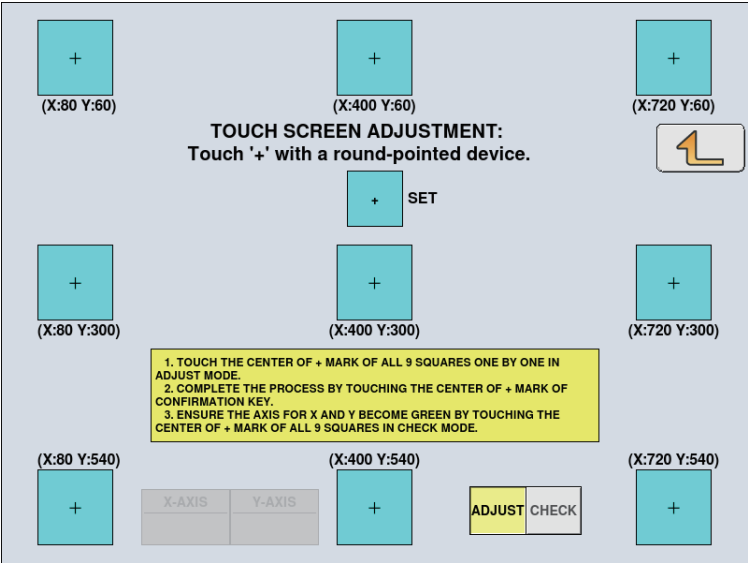 + + +
(X:80 Y:60) (X:400 Y:60) (X:720 Y:60)
TOUCH SCREEN ADJUSTMENT:
Touch '+' with a round-pointed device.
+ SET
+ + +
(X:80 Y:300) (X:400 Y:300) (X:720 Y:300)
1. TOUCH THE CENTER OF + MARK OF ALL 9 SQUARES ONE BY ONE IN
ADJUST MODE.
2. COMPLETE THE PROCESS BY TOUCHING THE CENTER OF + MARK OF
CONFIRMATION KEY.
3. ENSURE THE AXIS FOR X AND Y BECOME GREEN BY TOUCHING THE
CENTER OF + MARK OF ALL 9 SQUARES IN CHECK MODE.
(X:80 Y:540) (X:400 Y:540) (X:720 Y:540)
X-AXIS Y-AXIS
+ + ADJUST CHECK +